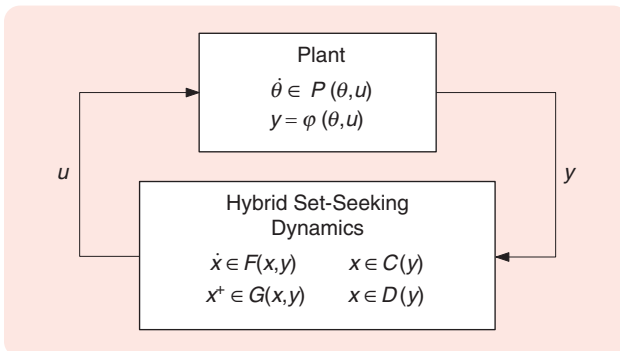 Plant
θ̇ ∈ P (θ,u)
y = φ (θ,u)
u
y
Hybrid Set-Seeking
Dynamics
ẋ ∈ F(x,y) x ∈ C(y)
x⁺ ∈ G(x,y) x ∈ D(y)